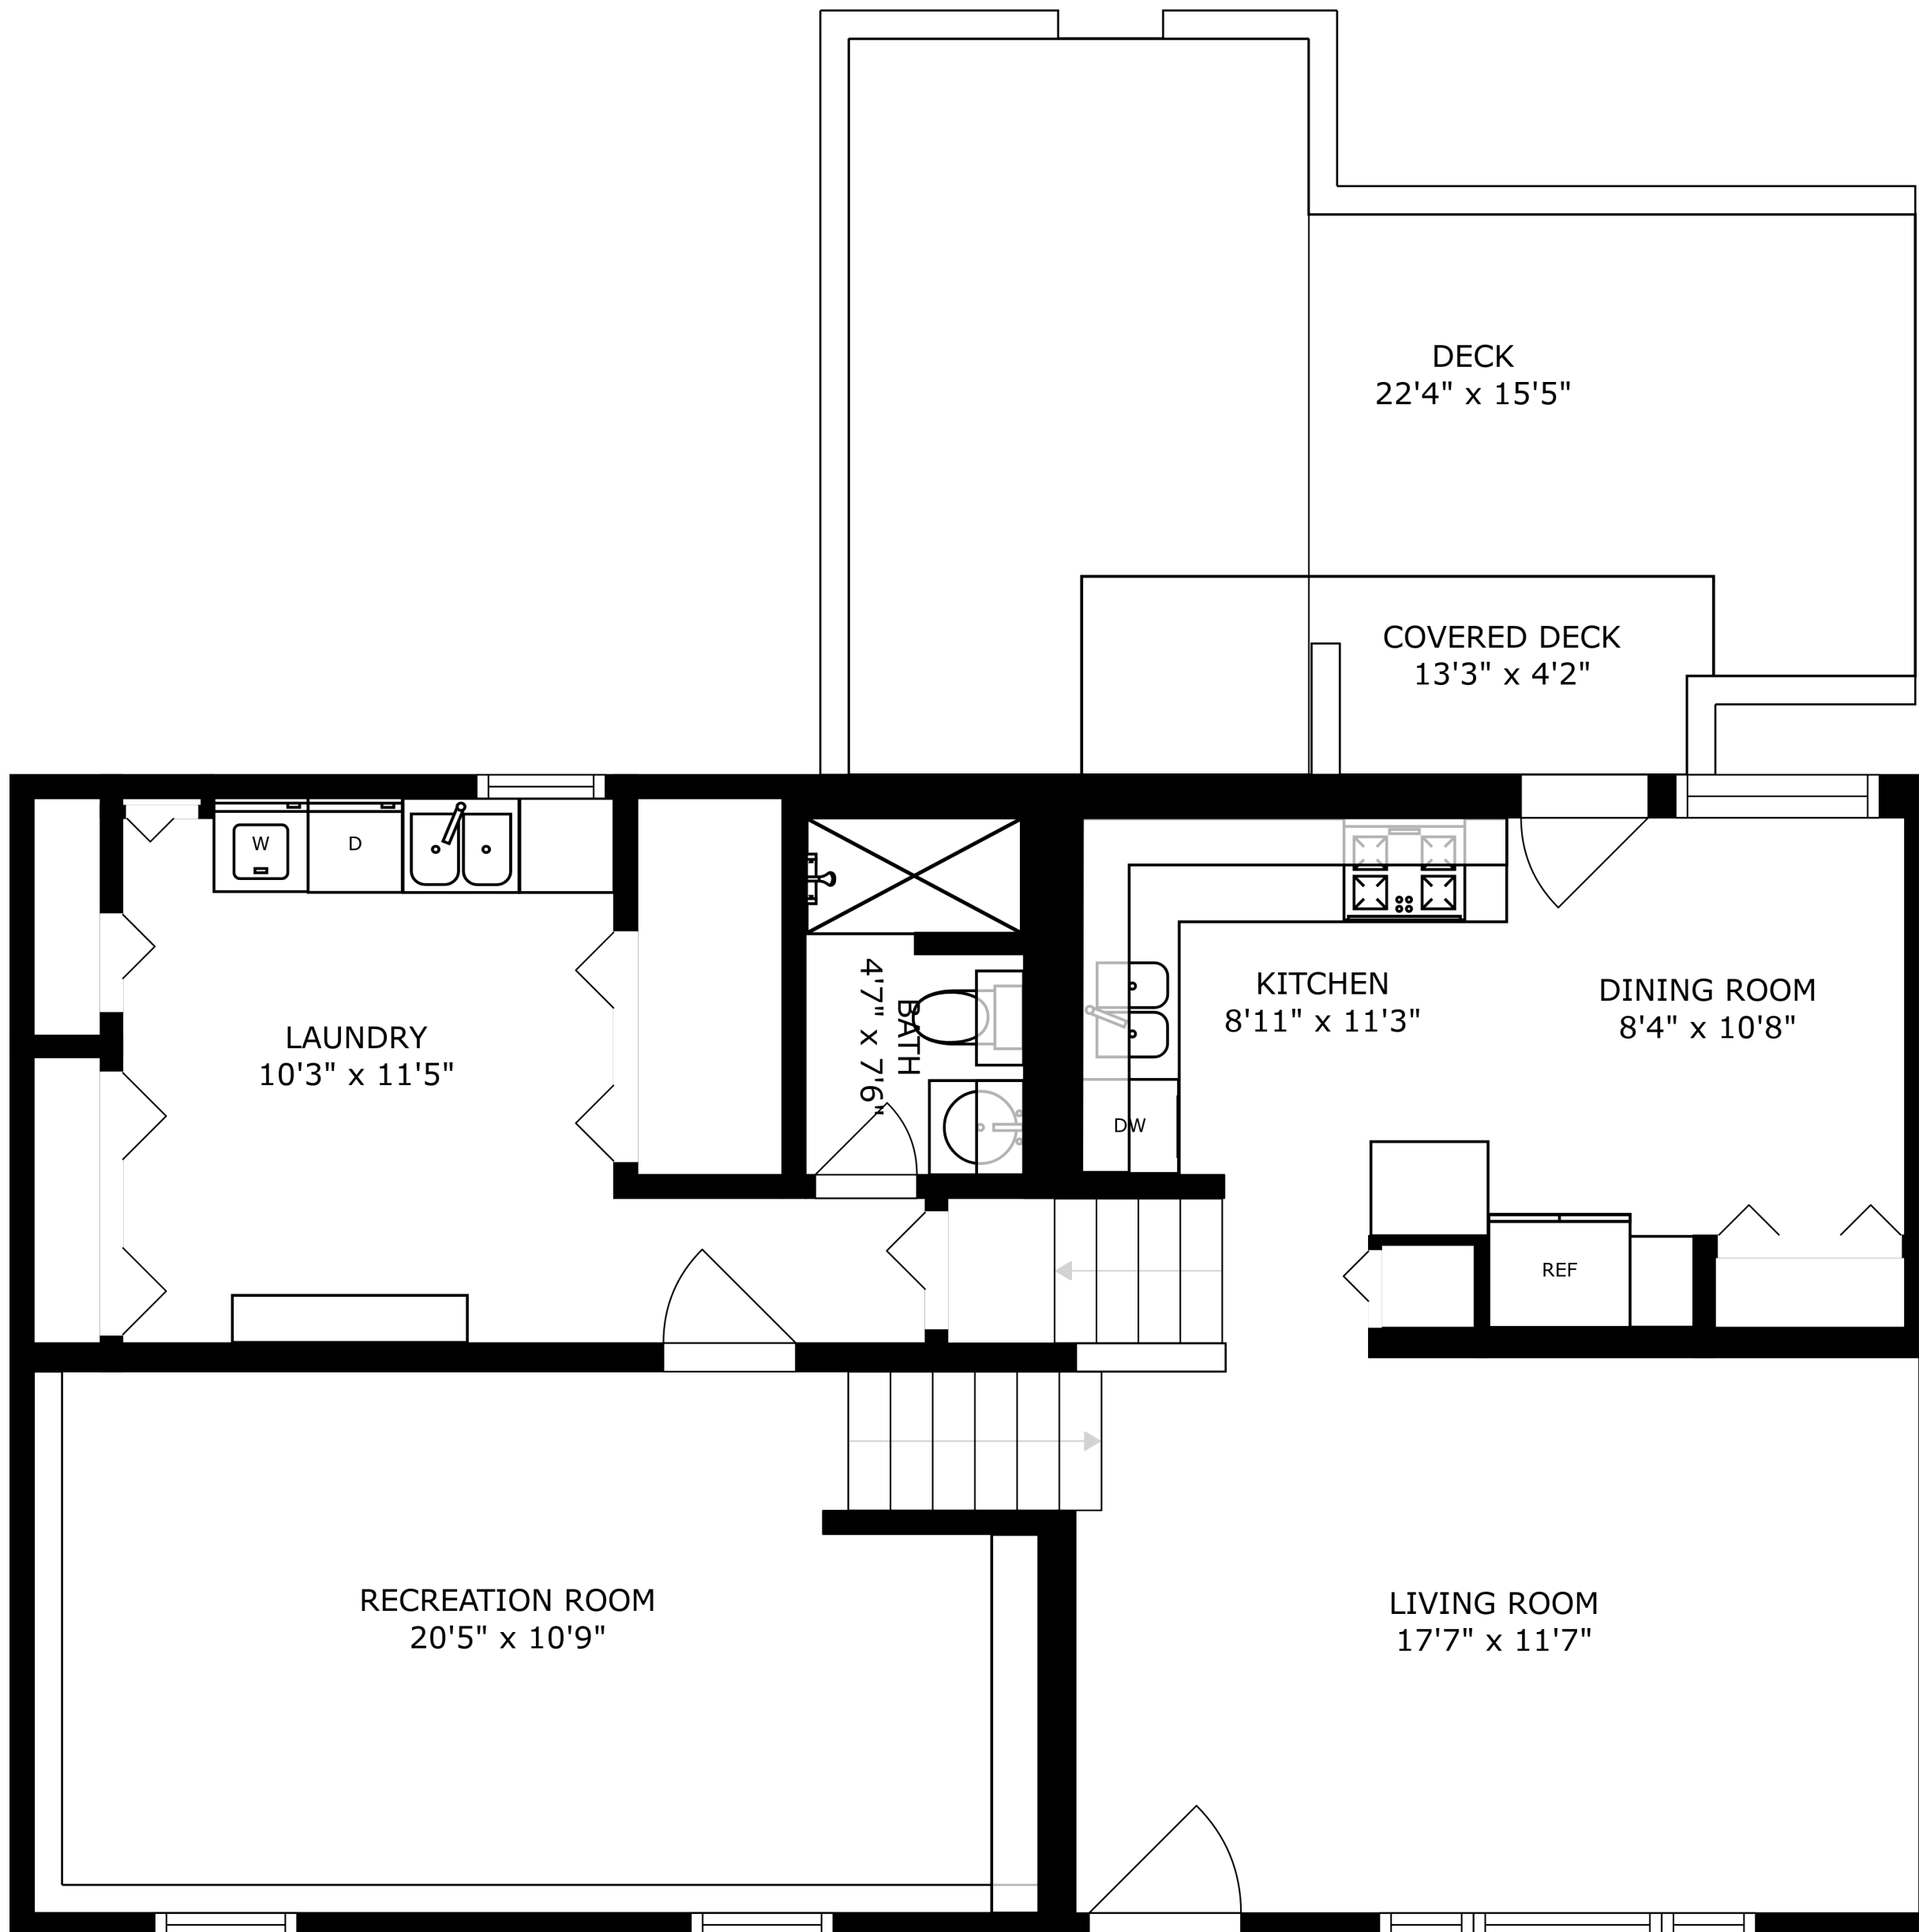 DECK
22'4" x 15'5"
COVERED DECK
13'3" x 4'2"
W
D
LAUNDRY
10'3" x 11'5"
BATH
4'7" x 7'6"
KITCHEN
8'11" x 11'3"
DINING ROOM
8'4" x 10'8"
DW
REF
RECREATION ROOM
20'5" x 10'9"
LIVING ROOM
17'7" x 11'7"